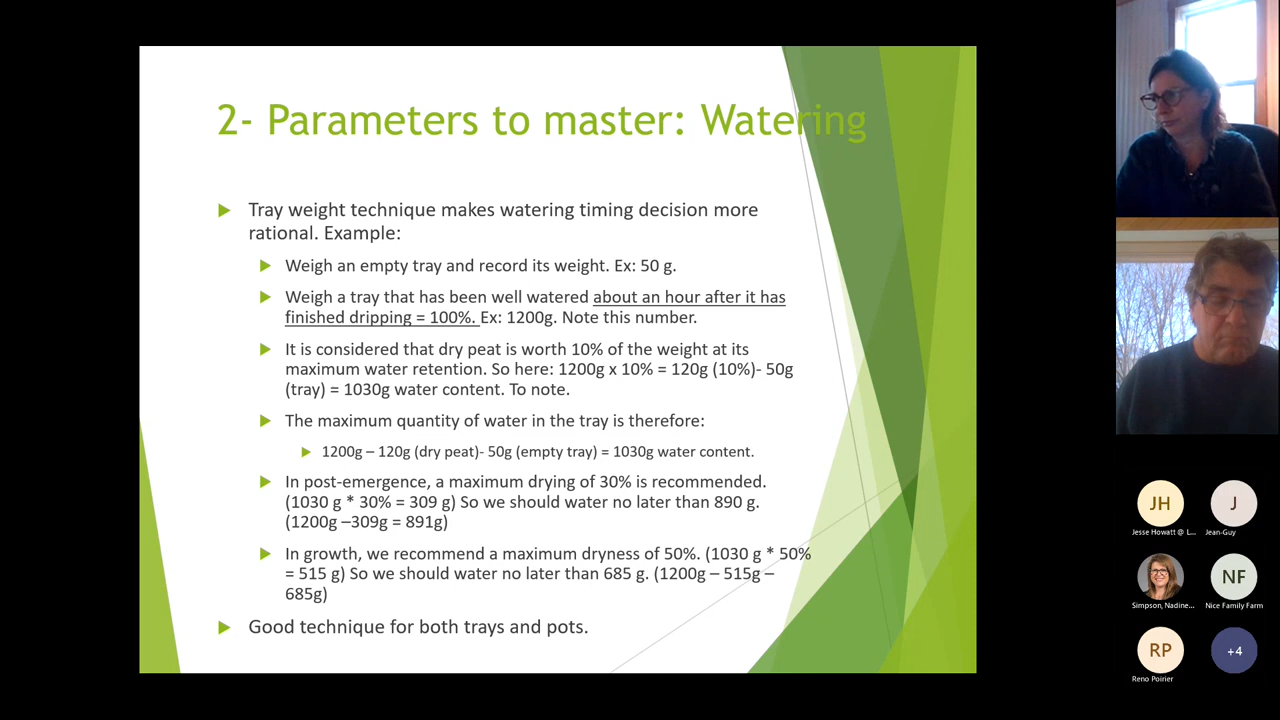 2- Parameters to master: Watering
Tray weight technique makes watering timing decision more
rational. Example:
Weigh an empty tray and record its weight. Ex: 50 g.
Weigh a tray that has been well watered about an hour after it has
finished dripping = 100%. Ex: 1200g. Note this number.
It is considered that dry peat is worth 10% of the weight at its
maximum water retention. So here: 1200g x 10% = 120g (10%)- 50g
(tray) = 1030g water content. To note.
The maximum quantity of water in the tray is therefore:
1200g – 120g (dry peat)- 50g (empty tray) = 1030g water content.
In post-emergence, a maximum drying of 30% is recommended.
(1030 g * 30% = 309 g) So we should water no later than 890 g.
(1200g –309g = 891g)
In growth, we recommend a maximum dryness of 50%. (1030 g * 50%
= 515 g) So we should water no later than 685 g. (1200g – 515g –
685g)
Good technique for both trays and pots.
JH
J
Jesse Howatt @ L...
Jean-Guy
NF
Simpson, Nadine...
Nice Family Farm
RP
+4
Reno Poirier